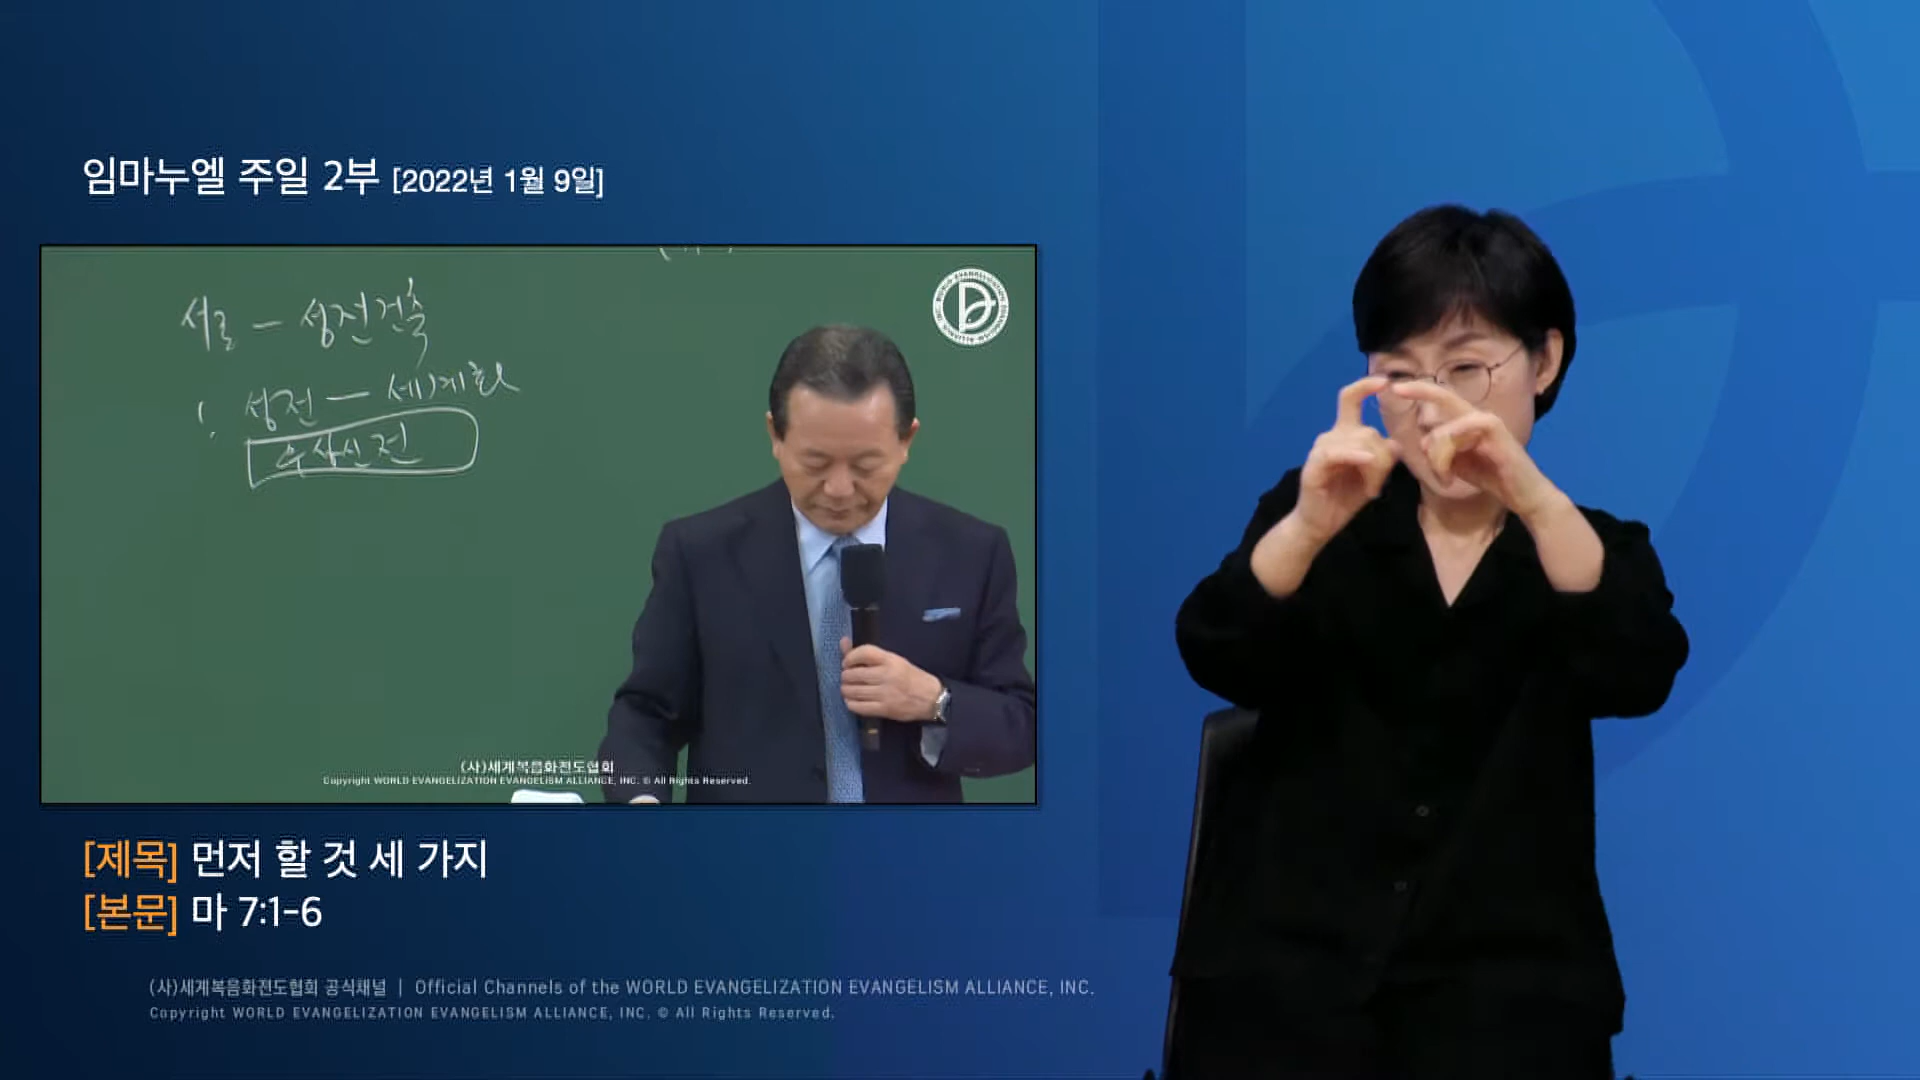 임마누엘 주일 2부 [2022년 1월 9일]
서론 - 성전건축
1. 성전 - 세계화
우상신전
(사)세계복음화전도협회
Copyright WORLD EVANGELIZATION EVANGELISM ALLIANCE, INC. © All Rights Reserved.
[제목] 먼저 할 것 세 가지
[본문] 마 7:1-6
(사)세계복음화전도협회 공식채널 | Official Channels of the WORLD EVANGELIZATION EVANGELISM ALLIANCE, INC.
Copyright WORLD EVANGELIZATION EVANGELISM ALLIANCE, INC. © All Rights Reserved.